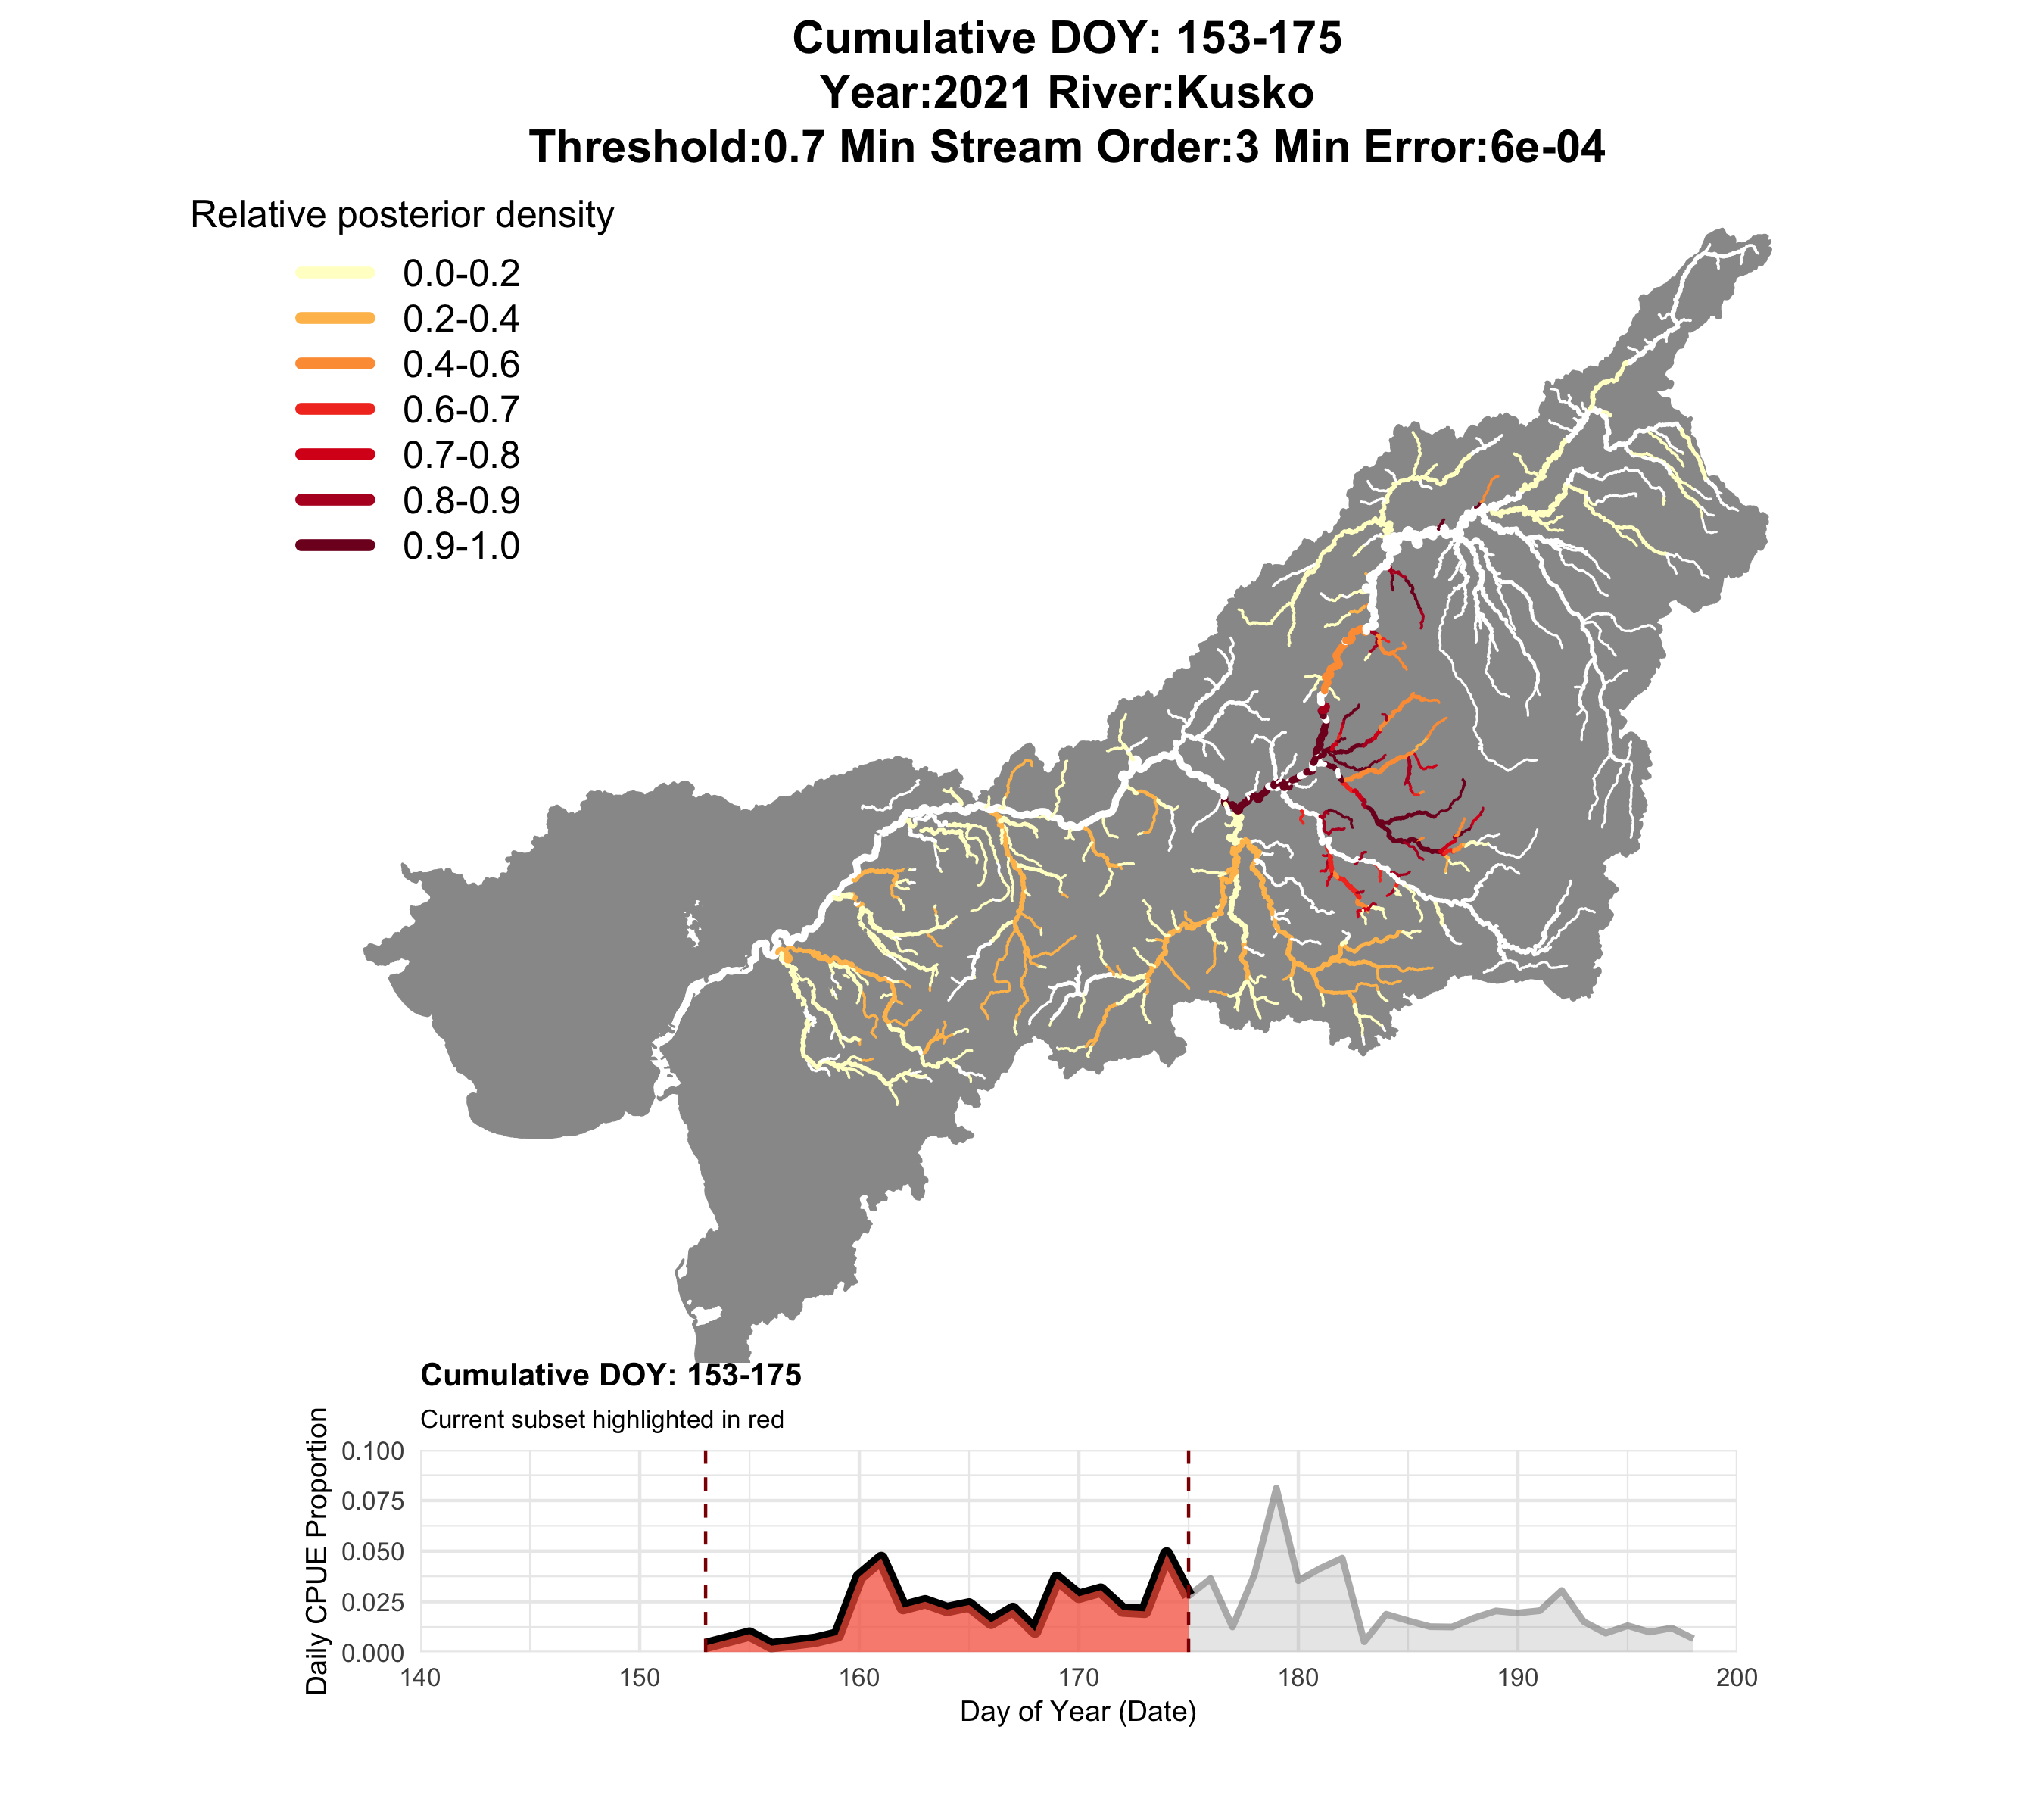 Cumulative DOY: 153-175
Year:2021 River:Kusko
Threshold:0.7 Min Stream Order:3 Min Error:6e-04
Relative posterior density
0.0-0.2
0.2-0.4
0.4-0.6
0.6-0.7
0.7-0.8
0.8-0.9
0.9-1.0
Cumulative DOY: 153-175
Current subset highlighted in red
Daily CPUE Proportion
0.100
0.075
0.050
0.025
0.000
140 150 160 170 180 190 200
Day of Year (Date)